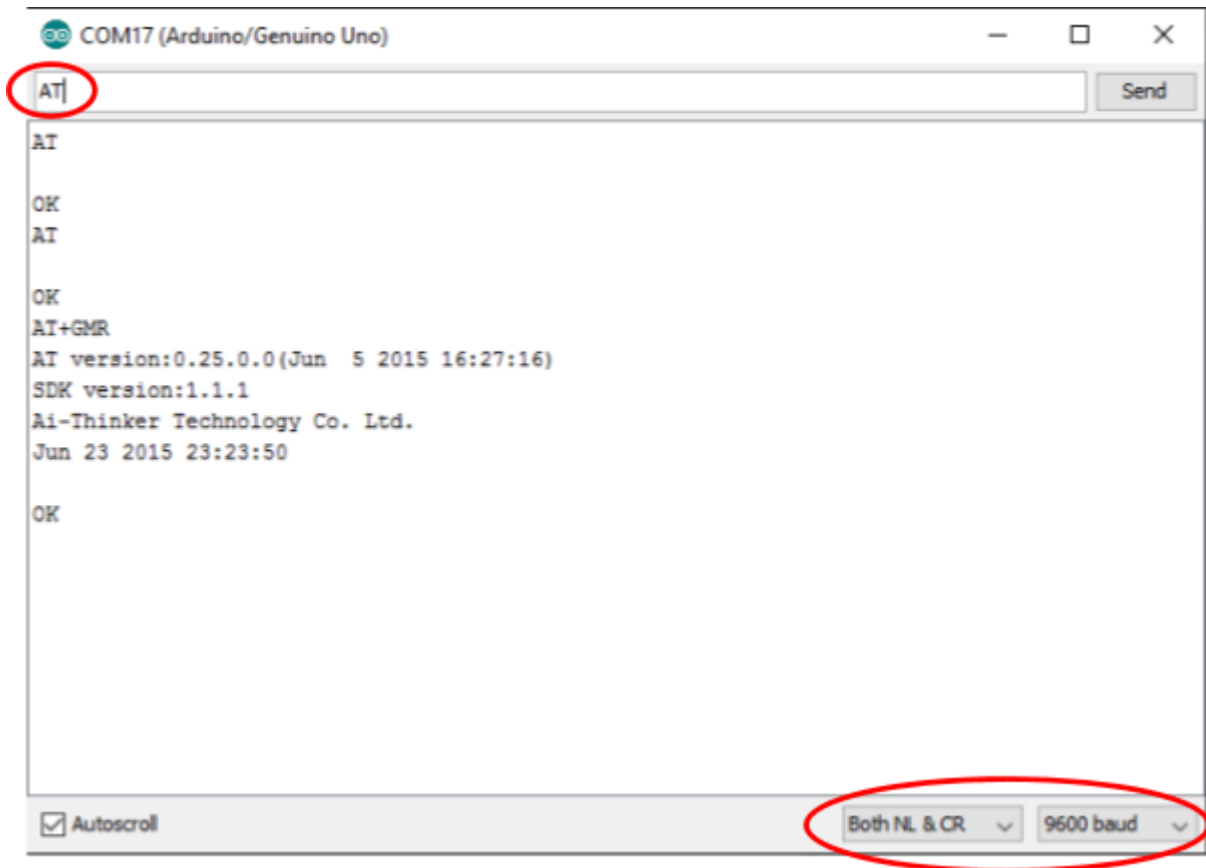 COM17 (Arduino/Genuino Uno)
AT
Send
AT
OK
AT
OK
AT+GMR
AT version:0.25.0.0(Jun  5 2015 16:27:16)
SDK version:1.1.1
Ai-Thinker Technology Co. Ltd.
Jun 23 2015 23:23:50
OK
Autoscroll
Both NL & CR
9600 baud